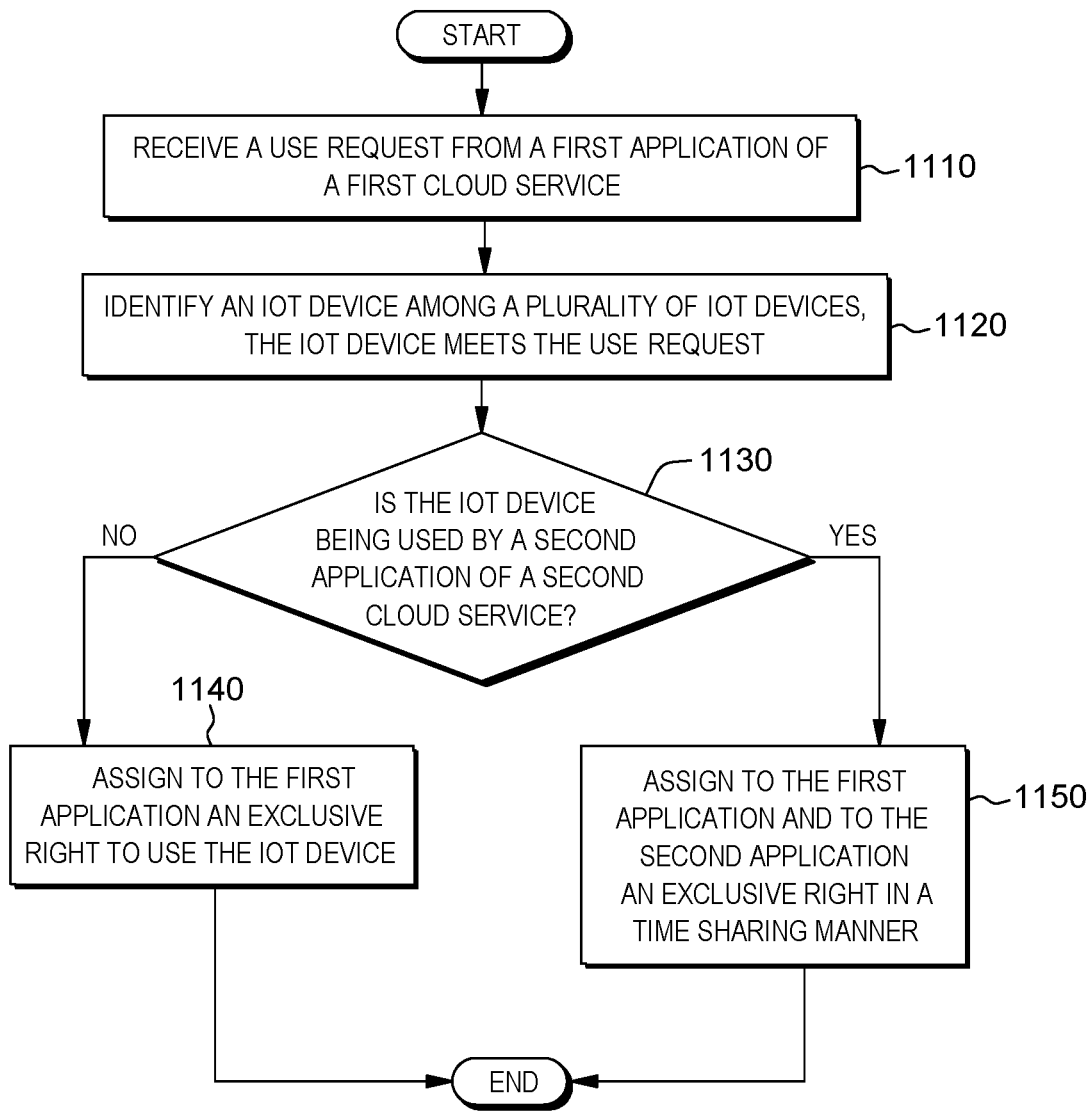 START
RECEIVE A USE REQUEST FROM A FIRST APPLICATION OF
A FIRST CLOUD SERVICE
1110
IDENTIFY AN IOT DEVICE AMONG A PLURALITY OF IOT DEVICES,
THE IOT DEVICE MEETS THE USE REQUEST
1120
1130
IS THE IOT DEVICE
BEING USED BY A SECOND
APPLICATION OF A SECOND
CLOUD SERVICE?
NO
YES
1140
ASSIGN TO THE FIRST
APPLICATION AN EXCLUSIVE
RIGHT TO USE THE IOT DEVICE
ASSIGN TO THE FIRST
APPLICATION AND TO THE
SECOND APPLICATION
AN EXCLUSIVE RIGHT IN A
TIME SHARING MANNER
1150
END